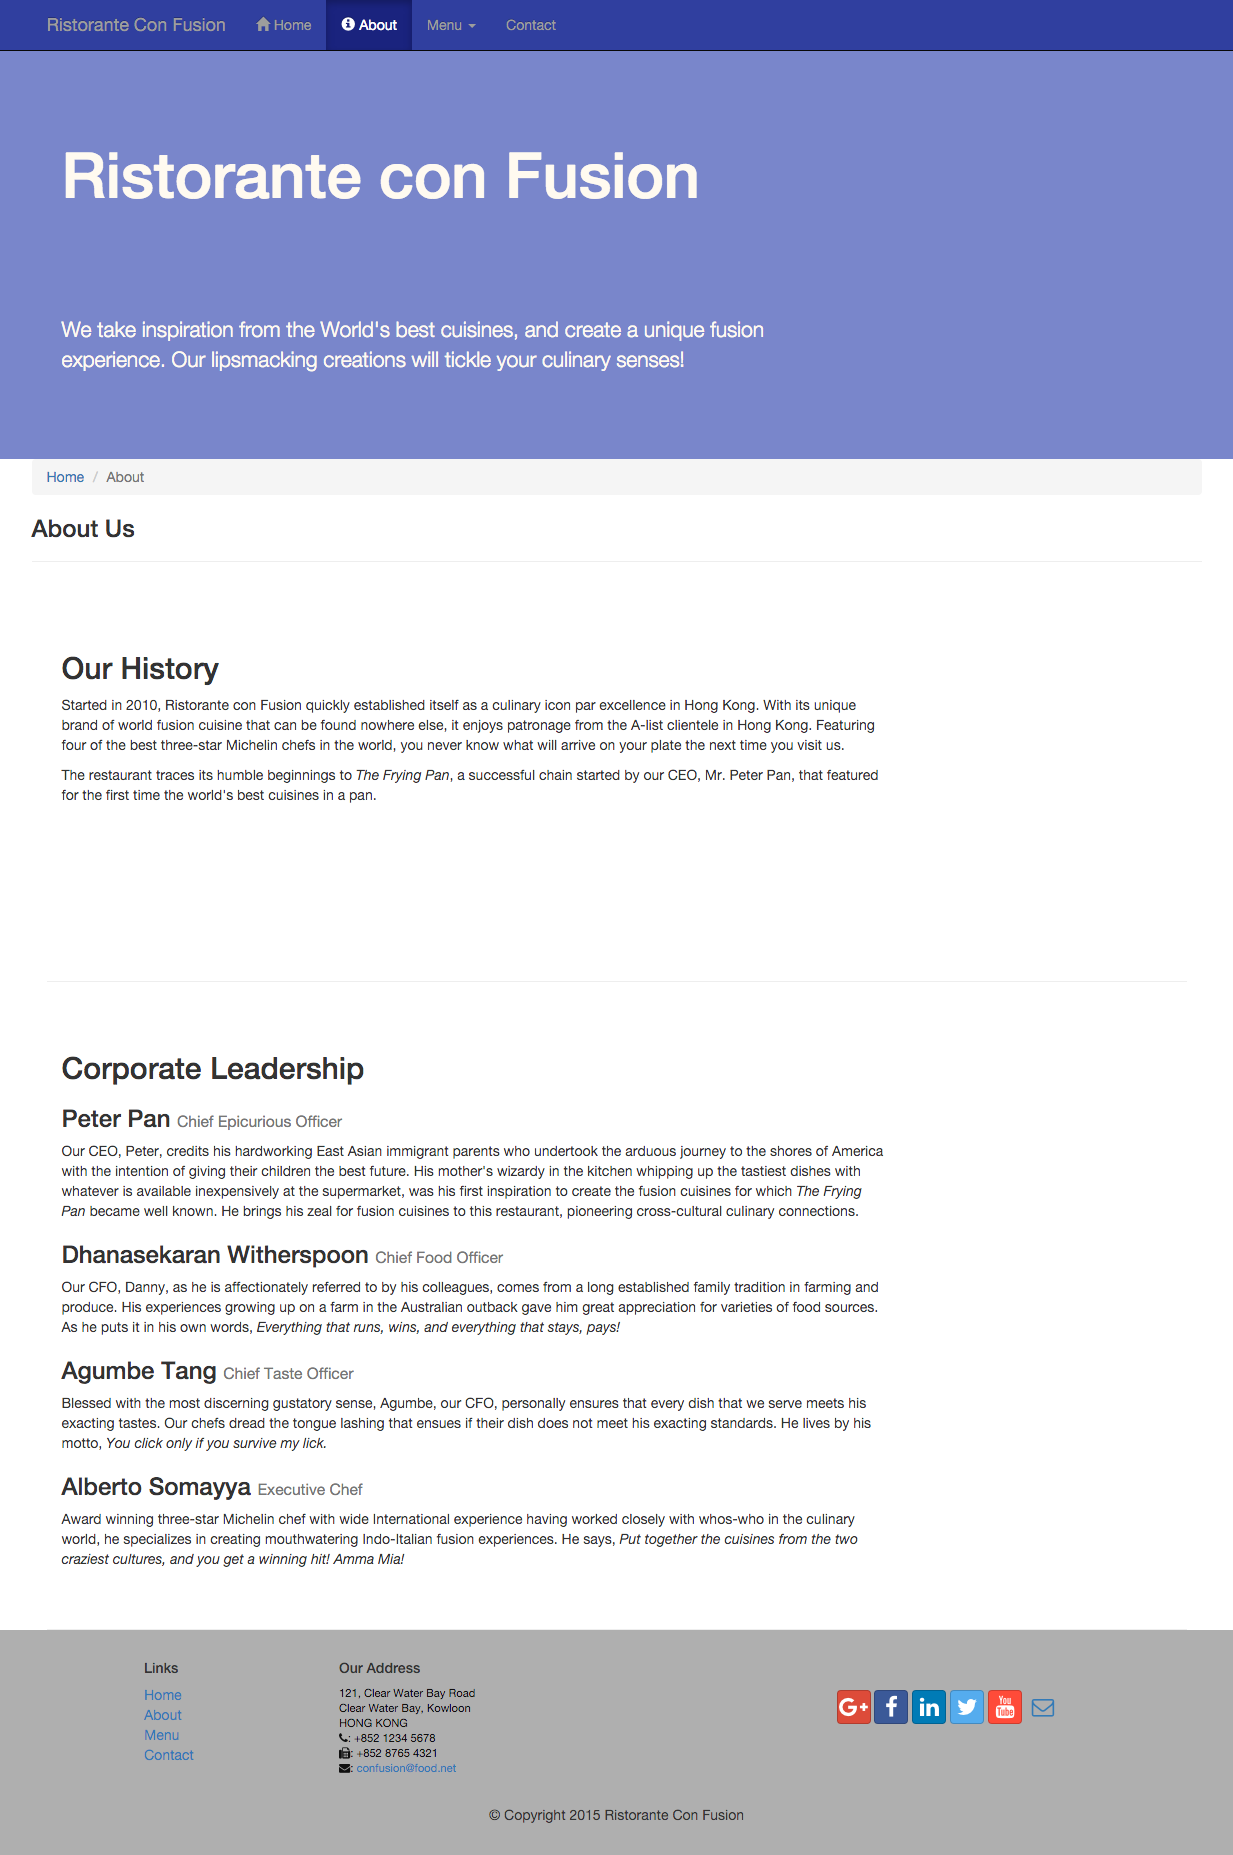 Ristorante Con Fusion Home About Menu Contact
Ristorante con Fusion
We take inspiration from the World's best cuisines, and create a unique fusion
experience. Our lipsmacking creations will tickle your culinary senses!
Home / About
About Us
Our History
Started in 2010, Ristorante con Fusion quickly established itself as a culinary icon par excellence in Hong Kong. With its unique
brand of world fusion cuisine that can be found nowhere else, it enjoys patronage from the A-list clientele in Hong Kong. Featuring
four of the best three-star Michelin chefs in the world, you never know what will arrive on your plate the next time you visit us.
The restaurant traces its humble beginnings to The Frying Pan, a successful chain started by our CEO, Mr. Peter Pan, that featured
for the first time the world's best cuisines in a pan.
Corporate Leadership
Peter Pan Chief Epicurious Officer
Our CEO, Peter, credits his hardworking East Asian immigrant parents who undertook the arduous journey to the shores of America
with the intention of giving their children the best future. His mother's wizardy in the kitchen whipping up the tastiest dishes with
whatever is available inexpensively at the supermarket, was his first inspiration to create the fusion cuisines for which The Frying
Pan became well known. He brings his zeal for fusion cuisines to this restaurant, pioneering cross-cultural culinary connections.
Dhanasekaran Witherspoon Chief Food Officer
Our CFO, Danny, as he is affectionately referred to by his colleagues, comes from a long established family tradition in farming and
produce. His experiences growing up on a farm in the Australian outback gave him great appreciation for varieties of food sources.
As he puts it in his own words, Everything that runs, wins, and everything that stays, pays!
Agumbe Tang Chief Taste Officer
Blessed with the most discerning gustatory sense, Agumbe, our CFO, personally ensures that every dish that we serve meets his
exacting tastes. Our chefs dread the tongue lashing that ensues if their dish does not meet his exacting standards. He lives by his
motto, You click only if you survive my lick.
Alberto Somayya Executive Chef
Award winning three-star Michelin chef with wide International experience having worked closely with whos-who in the culinary
world, he specializes in creating mouthwatering Indo-Italian fusion experiences. He says, Put together the cuisines from the two
craziest cultures, and you get a winning hit! Amma Mia!
Links
Home
About
Menu
Contact
Our Address
121, Clear Water Bay Road
Clear Water Bay, Kowloon
HONG KONG
: +852 1234 5678
: +852 8765 4321
: confusion@food.net
G+ f in You Tube
© Copyright 2015 Ristorante Con Fusion